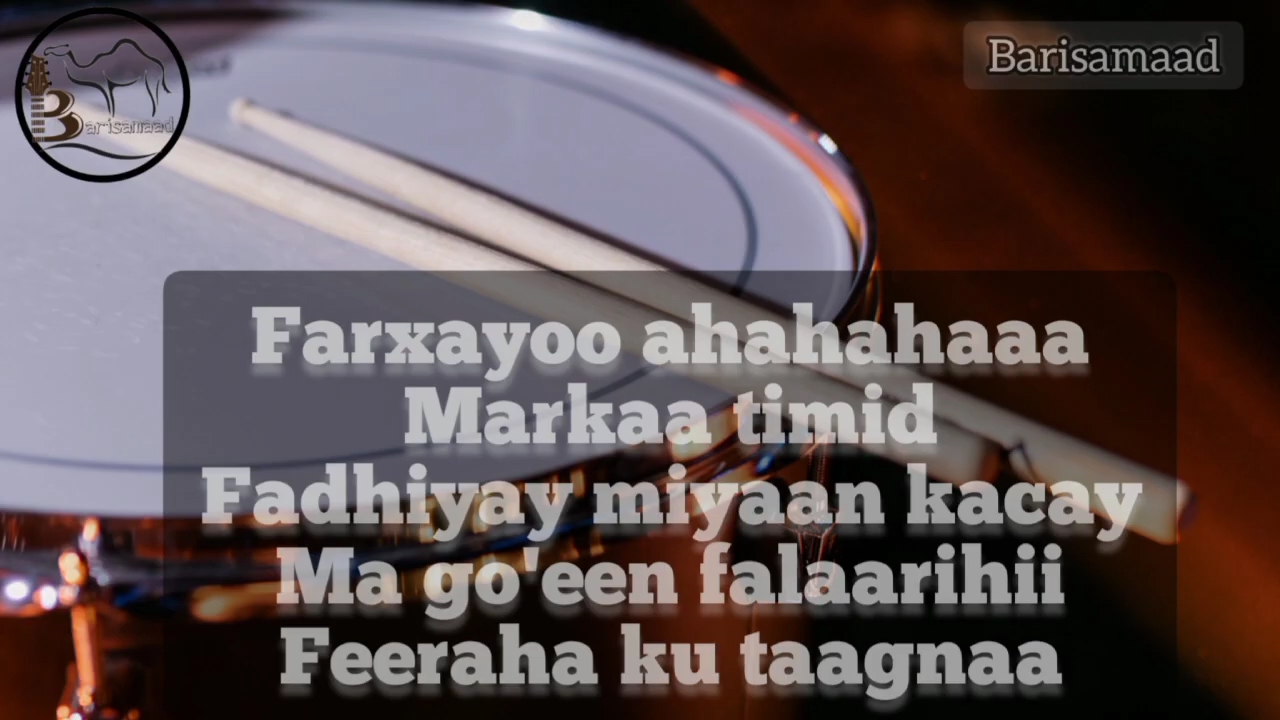 Barisamaad
Barisamaad
Farxayoo ahahahaaa
Markaa timid
Fadhiyay miyaan kacay
Ma go'een falaarihii
Feeraha ku taagnaa